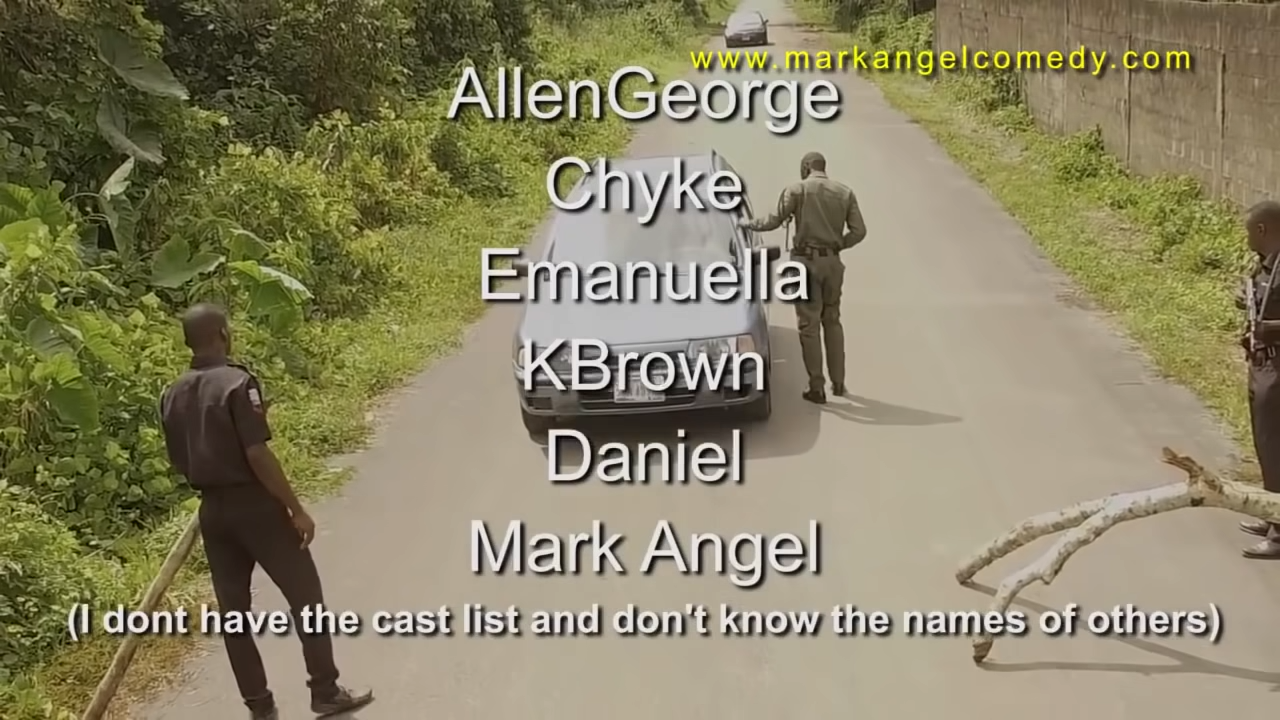 www.markangelcomedy.com
AllenGeorge
Chyke
Emanuella
KBrown
Daniel
Mark Angel
(I dont have the cast list and don't know the names of others)